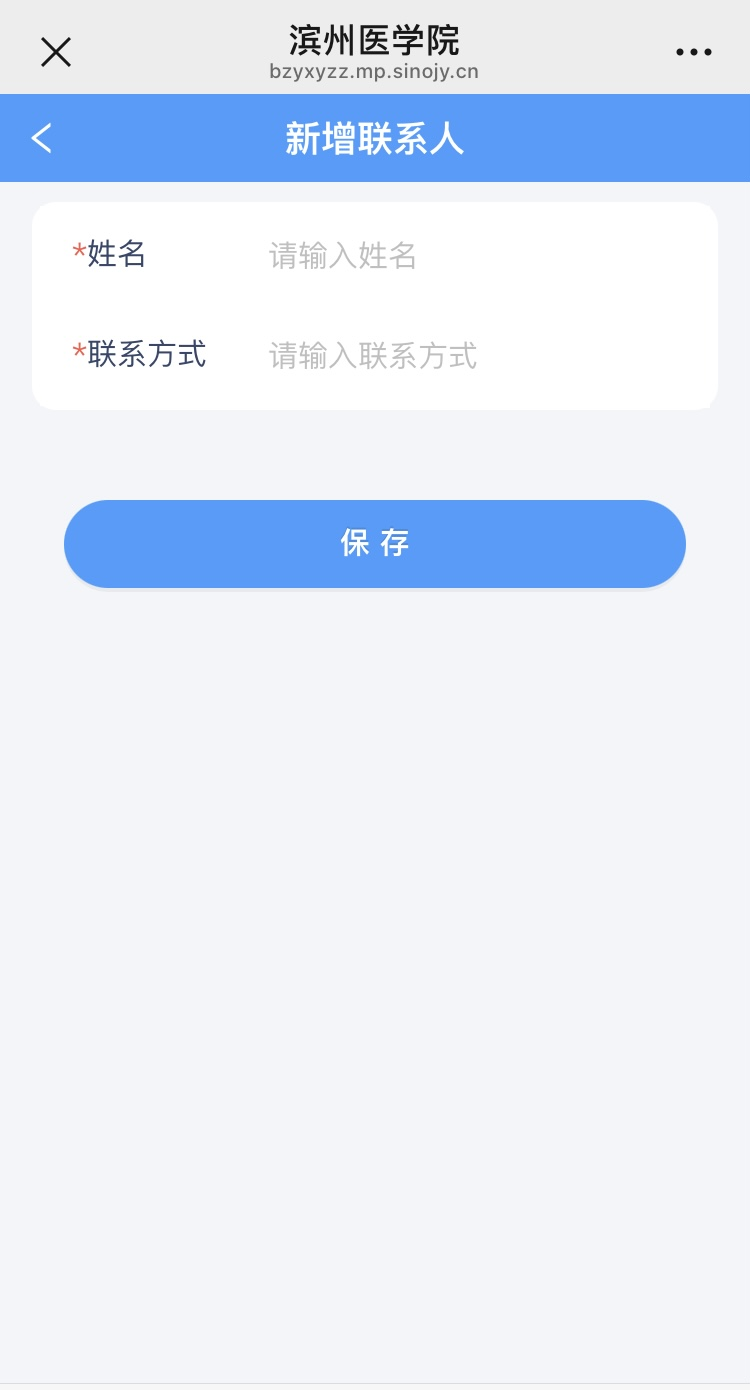 滨州医学院
bzyxyzz.mp.sinojy.cn
新增联系人
*姓名 请输入姓名
*联系方式 请输入联系方式
保存